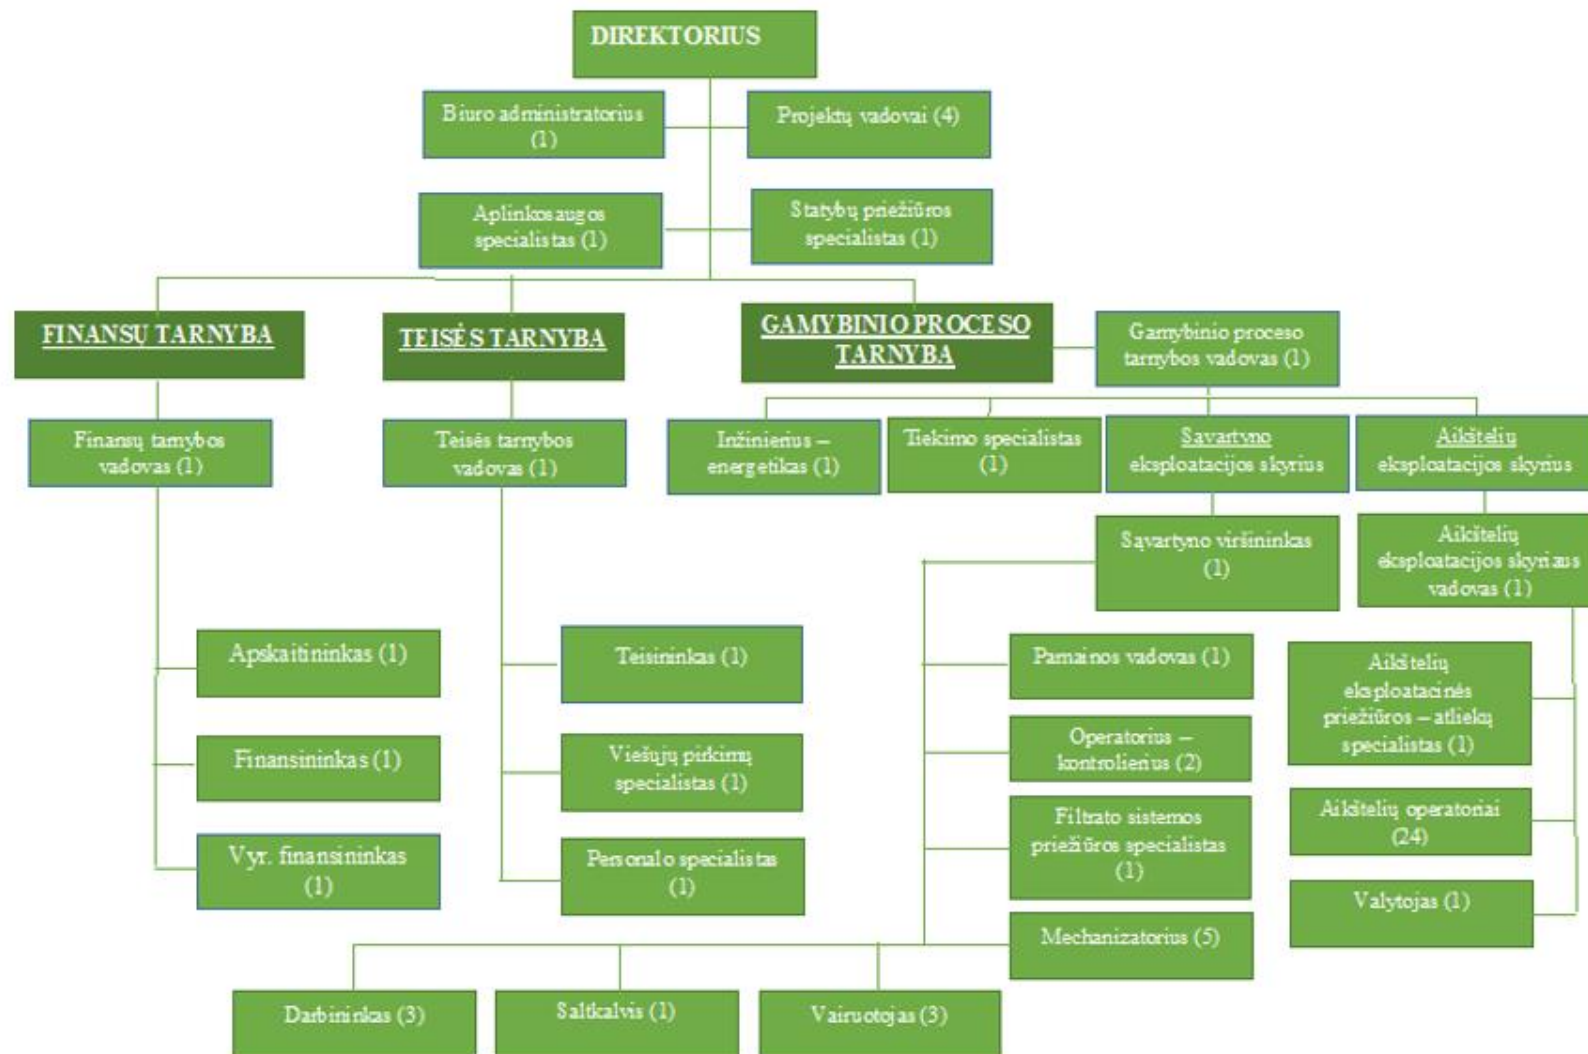 DIREKTORIUS
Biuro administratorius
(1)
Projektų vadovai (4)
Aplinkosaugos
specialistas (1)
Statybų priežiūros
specialistas (1)
FINANSŲ TARNYBA
TEISĖS TARNYBA
GAMYBINIO PROCESO
TARNYBA
Gamybinio proceso
tarnybos vadovas (1)
Finansų tarnybos
vadovas (1)
Teisės tarnybos
vadovas (1)
Inžinierius –
energetikas (1)
Tiekimo specialistas
(1)
Sąvartyno
eksploatacijos skyrius
Aikštelių
eksploatacijos skyrius
Sąvartyno viršininkas
(1)
Aikštelių
eksploatacijos skyriaus
vadovas (1)
Apskaitininkas (1)
Finansininkas (1)
Vyr. finansininkas
(1)
Teisininkas (1)
Viešųjų pirkimų
specialistas (1)
Personalo specialistas
(1)
Pamainos vadovas (1)
Operatorius –
kontrolierius (2)
Filtrato sistemos
priežiūros specialistas
(1)
Mechanizatorius (5)
Aikštelių
eksploatacinės
priežiūros – atliekų
specialistas (1)
Aikštelių operatoriai
(24)
Valytojas (1)
Darbininkas (3)
Šaltkalvis (1)
Vairuotojas (3)